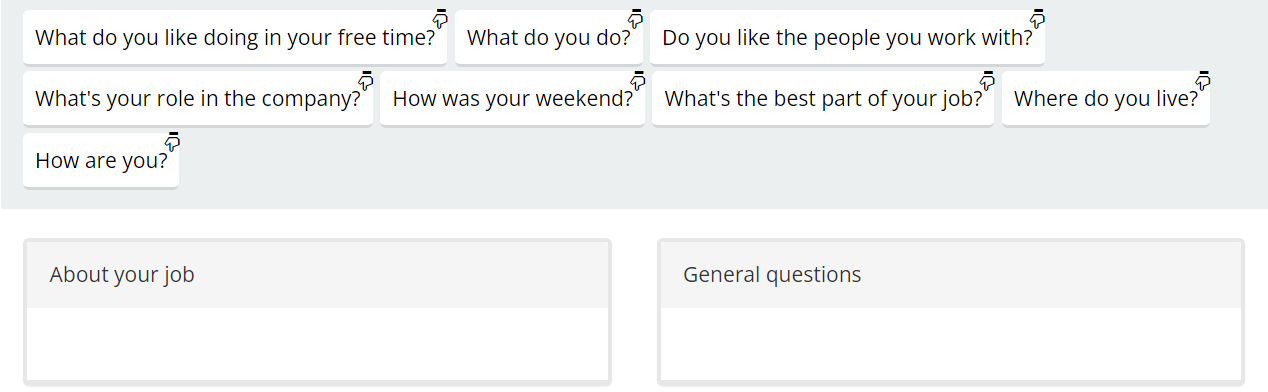 What do you like doing in your free time? What do you do? Do you like the people you work with?
What's your role in the company? How was your weekend? What's the best part of your job? Where do you live?
How are you?
About your job
General questions